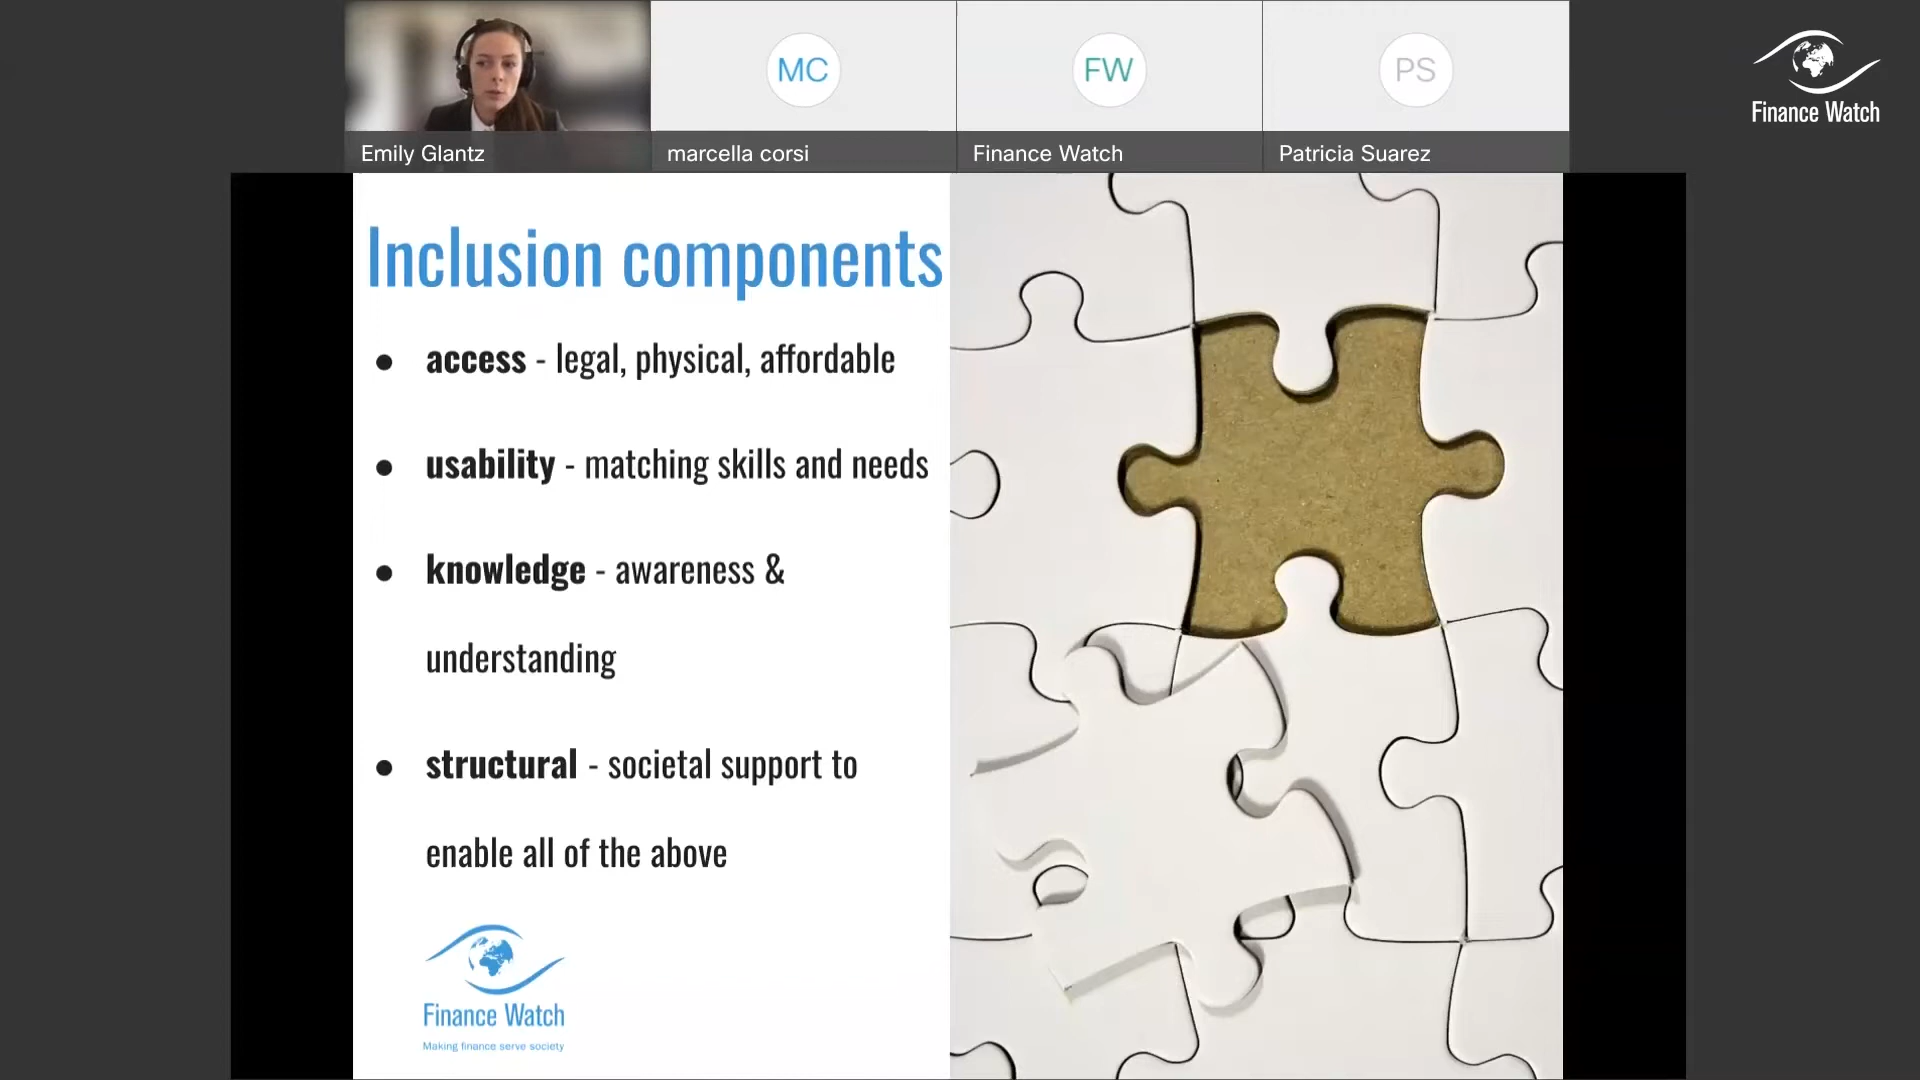 MC
FW
PS
Emily Glantz
marcella corsi
Finance Watch
Patricia Suarez
Finance Watch
Inclusion components
● access - legal, physical, affordable
● usability - matching skills and needs
● knowledge - awareness &
understanding
● structural - societal support to
enable all of the above
Finance Watch
Making finance serve society